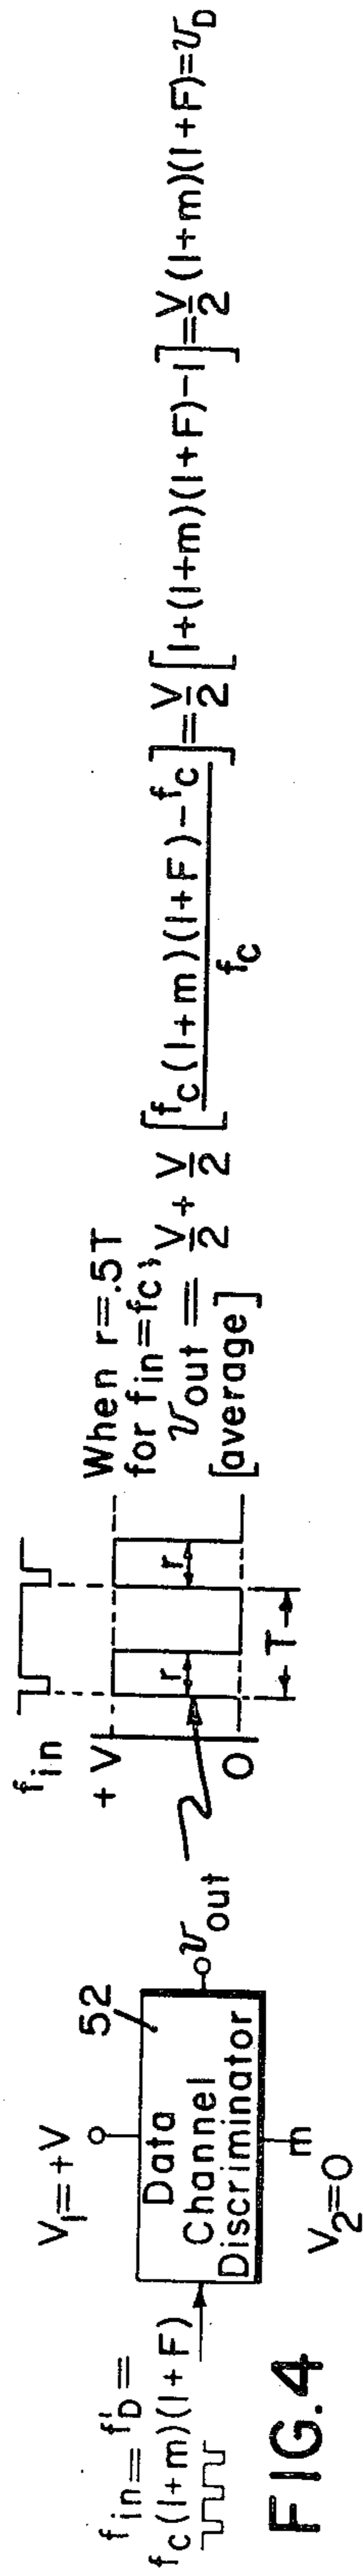 f_in = f'_D =
f_c(1+m)(1+F)
V_1=+V
52
Data
Channel
Discriminator
V_2=0
v_out
f_in
+V
0
r
r
T
When r=.5T
for f_in=f_c,
v_out = V/2 + V/2 [f_c(1+m)(1+F)-f_c / f_c] = V/2 [1+(1+m)(1+F)-1] = V/2 (1+m)(1+F)=v_D
[average]
FIG. 4